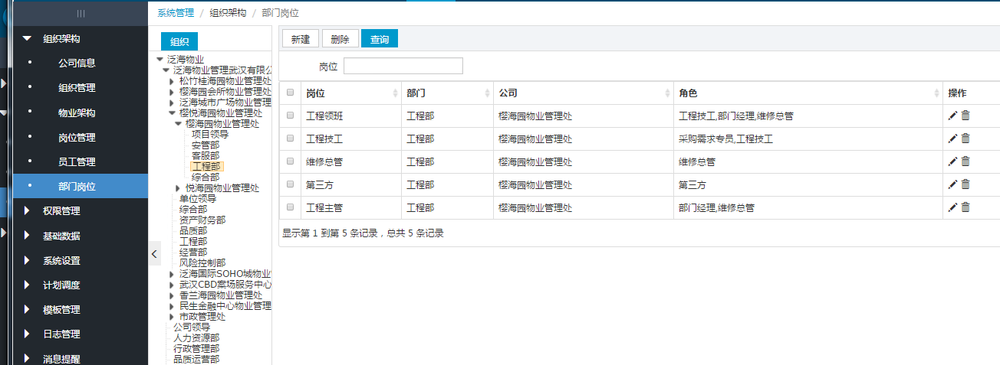 系统管理 / 组织架构 / 部门岗位
组织架构
公司信息
组织管理
物业架构
岗位管理
员工管理
部门岗位
权限管理
基础数据
系统设置
计划调度
模板管理
日志管理
消息提醒
组织
泛海物业
泛海物业管理武汉有限公
松竹桂海园物业管理处
樱海园会所物业管理处
泛海城市广场物业管理
樱悦海园物业管理处
樱海园物业管理处
项目领导
安管部
客服部
工程部
综合部
悦海园物业管理处
单位领导
综合部
资产财务部
品质部
工程部
经营部
风险控制部
泛海国际SOHO城物业
武汉CBD案场服务中心
香兰海园物业管理处
民生金融中心物业管理
市政管理处
公司领导
人力资源部
行政管理部
品质运营部
新建 删除 查询
岗位
岗位 部门 公司 角色 操作
工程领班 工程部 樱海园物业管理处 工程技工,部门经理,维修总管
工程技工 工程部 樱海园物业管理处 采购需求专员,工程技工
维修总管 工程部 樱海园物业管理处 维修总管
第三方 工程部 樱海园物业管理处 第三方
工程主管 工程部 樱海园物业管理处 部门经理,维修总管
显示第 1 到第 5 条记录，总共 5 条记录